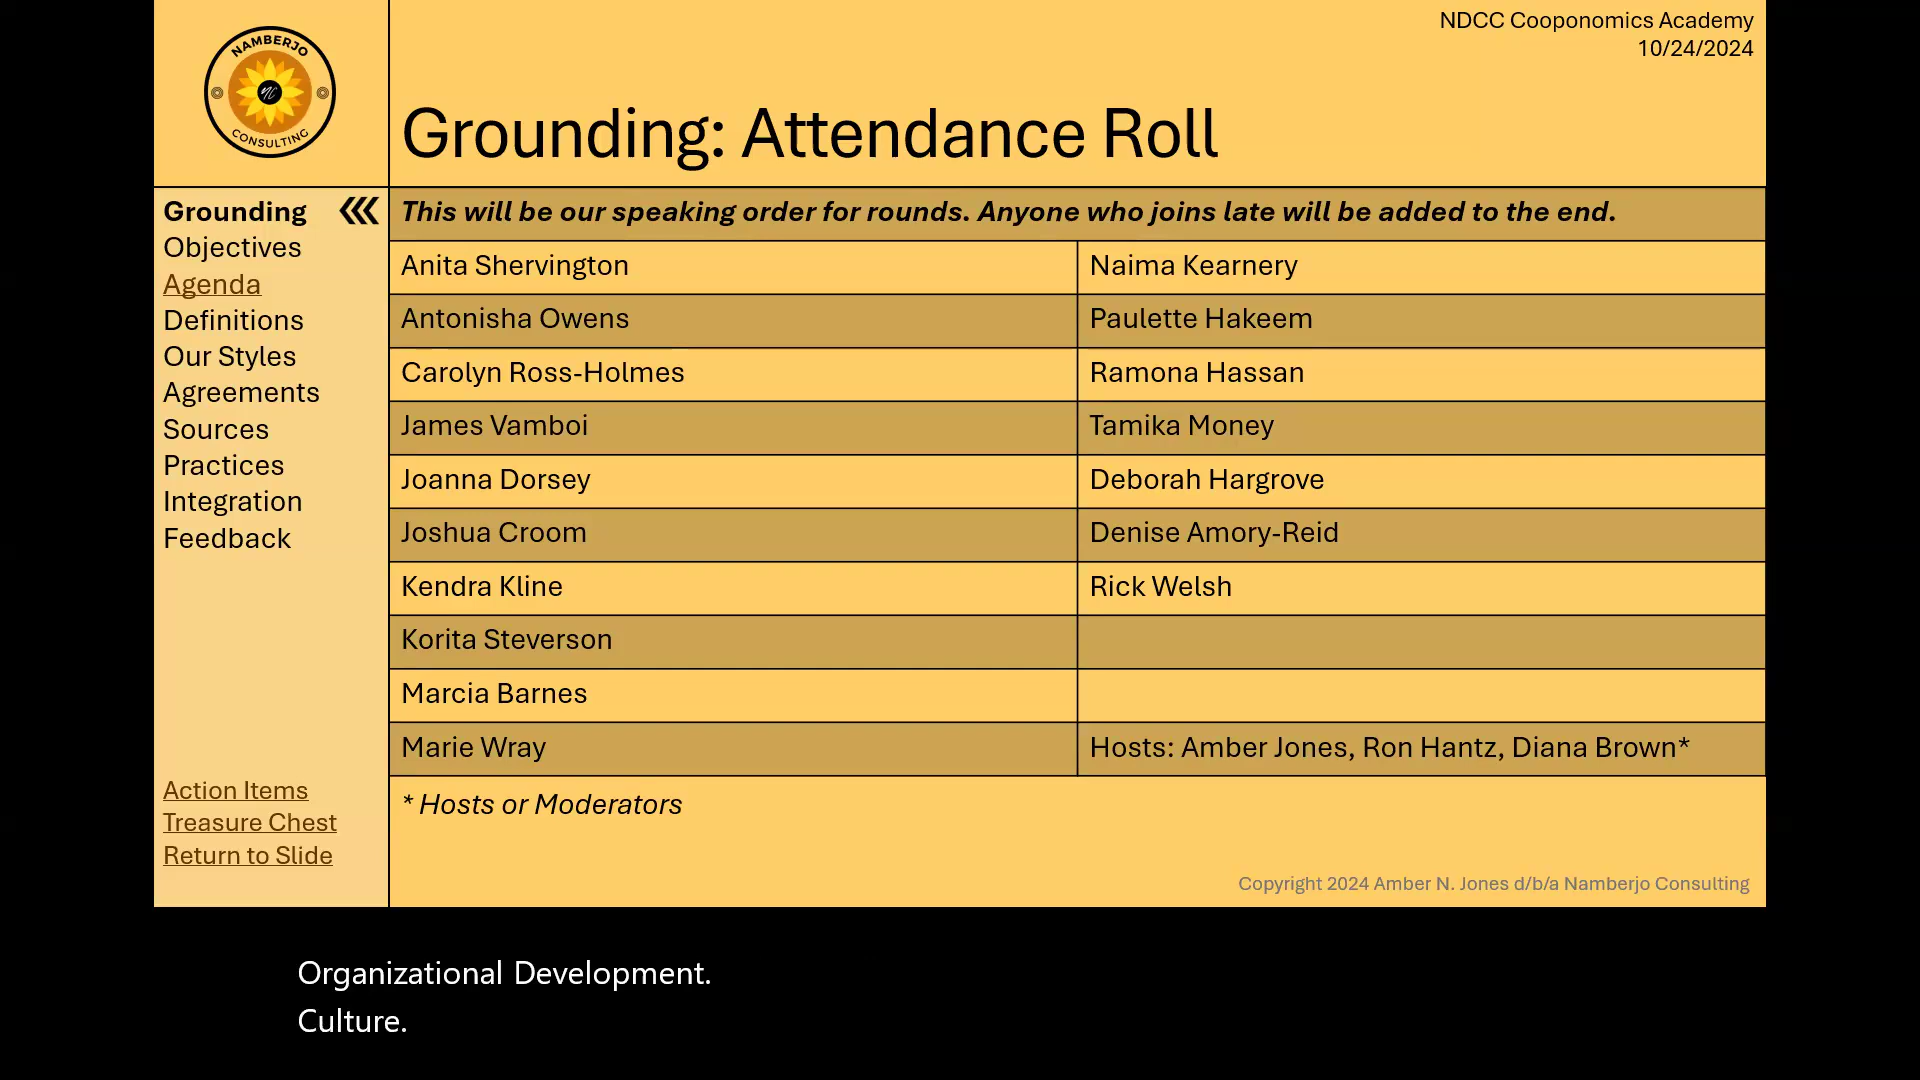 NAMBERJO
CONSULTING
NDCC Cooponomics Academy
10/24/2024
Grounding: Attendance Roll
Grounding
Objectives
Agenda
Definitions
Our Styles
Agreements
Sources
Practices
Integration
Feedback
Action Items
Treasure Chest
Return to Slide
This will be our speaking order for rounds. Anyone who joins late will be added to the end.
Anita Shervington
Naima Kearnery
Antonisha Owens
Paulette Hakeem
Carolyn Ross-Holmes
Ramona Hassan
James Vamboi
Tamika Money
Joanna Dorsey
Deborah Hargrove
Joshua Croom
Denise Amory-Reid
Kendra Kline
Rick Welsh
Korita Steverson
Marcia Barnes
Marie Wray
Hosts: Amber Jones, Ron Hantz, Diana Brown*
* Hosts or Moderators
Copyright 2024 Amber N. Jones d/b/a Namberjo Consulting
Organizational Development.
Culture.